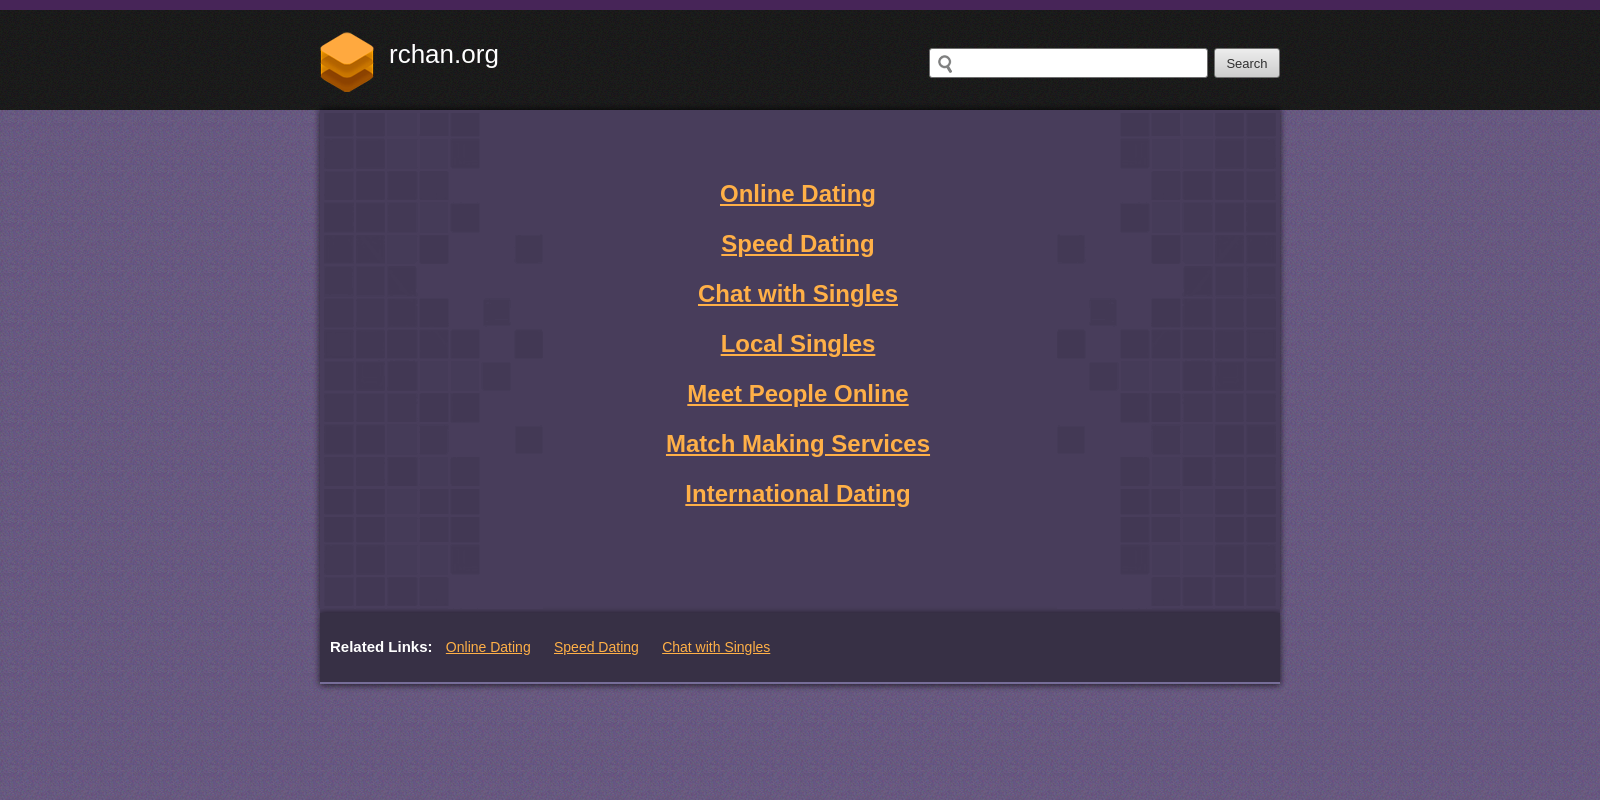 rchan.org
Search
Online Dating
Speed Dating
Chat with Singles
Local Singles
Meet People Online
Match Making Services
International Dating
Related Links: Online Dating Speed Dating Chat with Singles